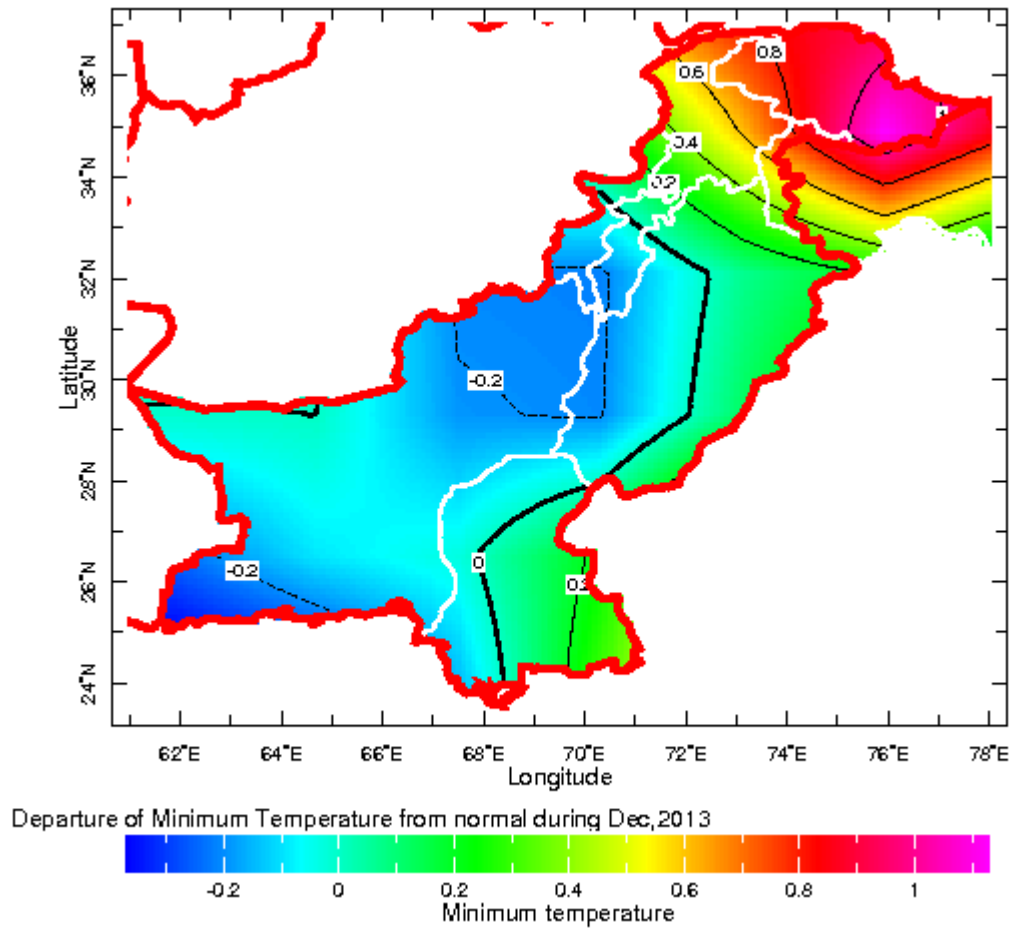 36°N
34°N
32°N
30°N
28°N
26°N
24°N
Latitude
0.8
0.6
0.4
0.2
-0.2
0
-0.2
62°E 64°E 66°E 68°E 70°E 72°E 74°E 76°E 78°E
Longitude
Departure of Minimum Temperature from normal during Dec,2013
-0.2 0 0.2 0.4 0.6 0.8 1
Minimum temperature